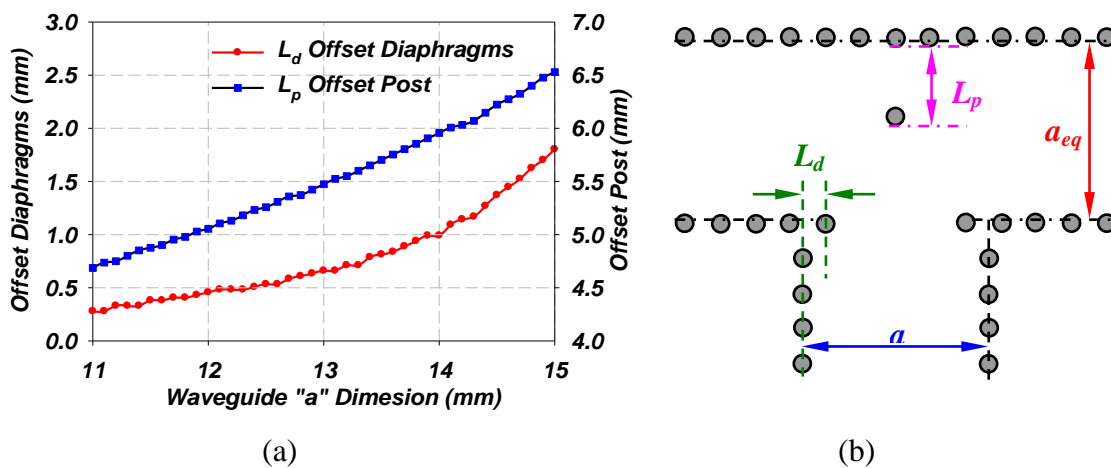 3.0
2.5
2.0
1.5
1.0
0.5
0.0
Offset Diaphragms (mm)
L_d Offset Diaphragms
L_p Offset Post
7.0
6.5
6.0
5.5
5.0
4.5
4.0
Offset Post (mm)
11 12 13 14 15
Waveguide "a" Dimesion (mm)
(a)
L_p
a_eq
L_d
a
(b)